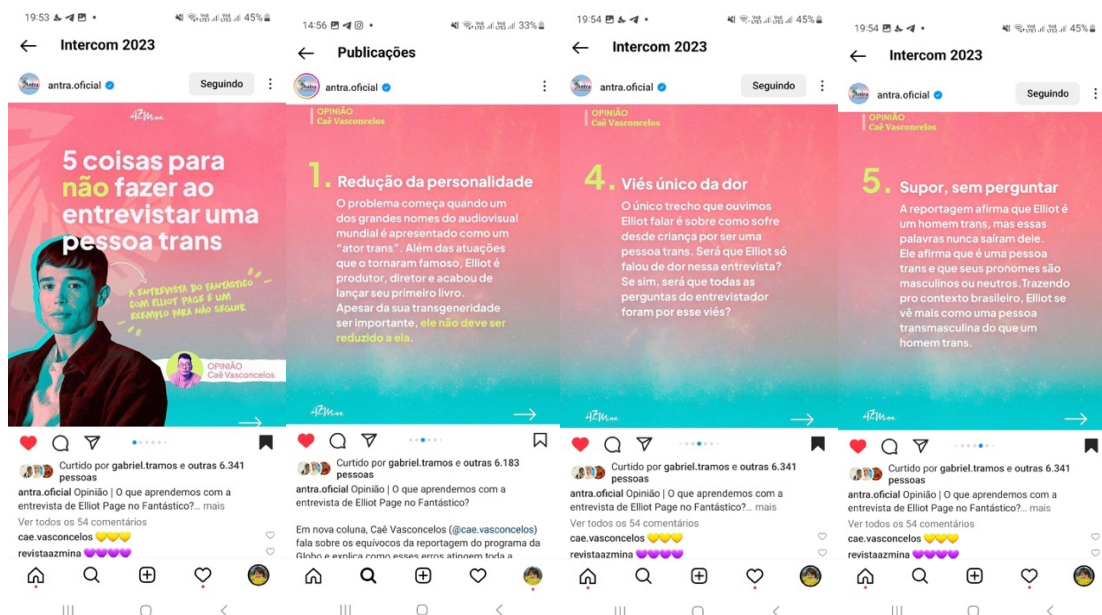 19:53
45%
Intercom 2023
antra.oficial
Seguindo
AZMina
5 coisas para
não fazer ao
entrevistar uma
pessoa trans
A ENTREVISTA DO FANTÁSTICO
COM ELLIOT PAGE E UM
EXEMPLO PARA NÃO SEGUIR
OPINIÃO
Caê Vasconcelos
Curtido por gabriel.tramos e outras 6.341
pessoas
antra.oficial Opinião | O que aprendemos com a
entrevista de Elliot Page no Fantástico?... mais
Ver todos os 54 comentários
cae.vasconcelos 💛💛💛
revistaazmina 💜💜💜💜
14:56
33%
Publicações
antra.oficial
OPINIÃO
Caê Vasconcelos
1. Redução da personalidade
O problema começa quando um
dos grandes nomes do audiovisual
mundial é apresentado como um
“ator trans”. Além das atuações
que o tornaram famoso, Elliot é
produtor, diretor e acabou de
lançar seu primeiro livro.
Apesar da sua transgeneridade
ser importante, ele não deve ser
reduzido a ela.
AZMina
Curtido por gabriel.tramos e outras 6.183
pessoas
antra.oficial Opinião | O que aprendemos com a
entrevista de Elliot Page no Fantástico?
Em nova coluna, Caê Vasconcelos (@cae.vasconcelos)
fala sobre os equívocos da reportagem do programa da
Globo e explica como esses erros atingem toda a
19:54
45%
Intercom 2023
antra.oficial
Seguindo
OPINIÃO
Caê Vasconcelos
4. Viés único da dor
O único trecho que ouvimos
Elliot falar é sobre como sofre
desde criança por ser uma
pessoa trans. Será que Elliot só
falou de dor nessa entrevista?
Se sim, será que todas as
perguntas do entrevistador
foram por esse viés?
AZMina
Curtido por gabriel.tramos e outras 6.341
pessoas
antra.oficial Opinião | O que aprendemos com a
entrevista de Elliot Page no Fantástico?... mais
Ver todos os 54 comentários
cae.vasconcelos 💛💛💛
revistaazmina 💜💜💜💜
19:54
45%
Intercom 2023
antra.oficial
Seguindo
OPINIÃO
Caê Vasconcelos
5. Supor, sem perguntar
A reportagem afirma que Elliot é
um homem trans, mas essas
palavras nunca saíram dele.
Ele afirma que é uma pessoa
trans e que seus pronomes são
masculinos ou neutros.Trazendo
pro contexto brasileiro, Elliot se
vê mais como uma pessoa
transmasculina do que um
homem trans.
AZMina
Curtido por gabriel.tramos e outras 6.341
pessoas
antra.oficial Opinião | O que aprendemos com a
entrevista de Elliot Page no Fantástico?... mais
Ver todos os 54 comentários
cae.vasconcelos 💛💛💛
revistaazmina 💜💜💜💜